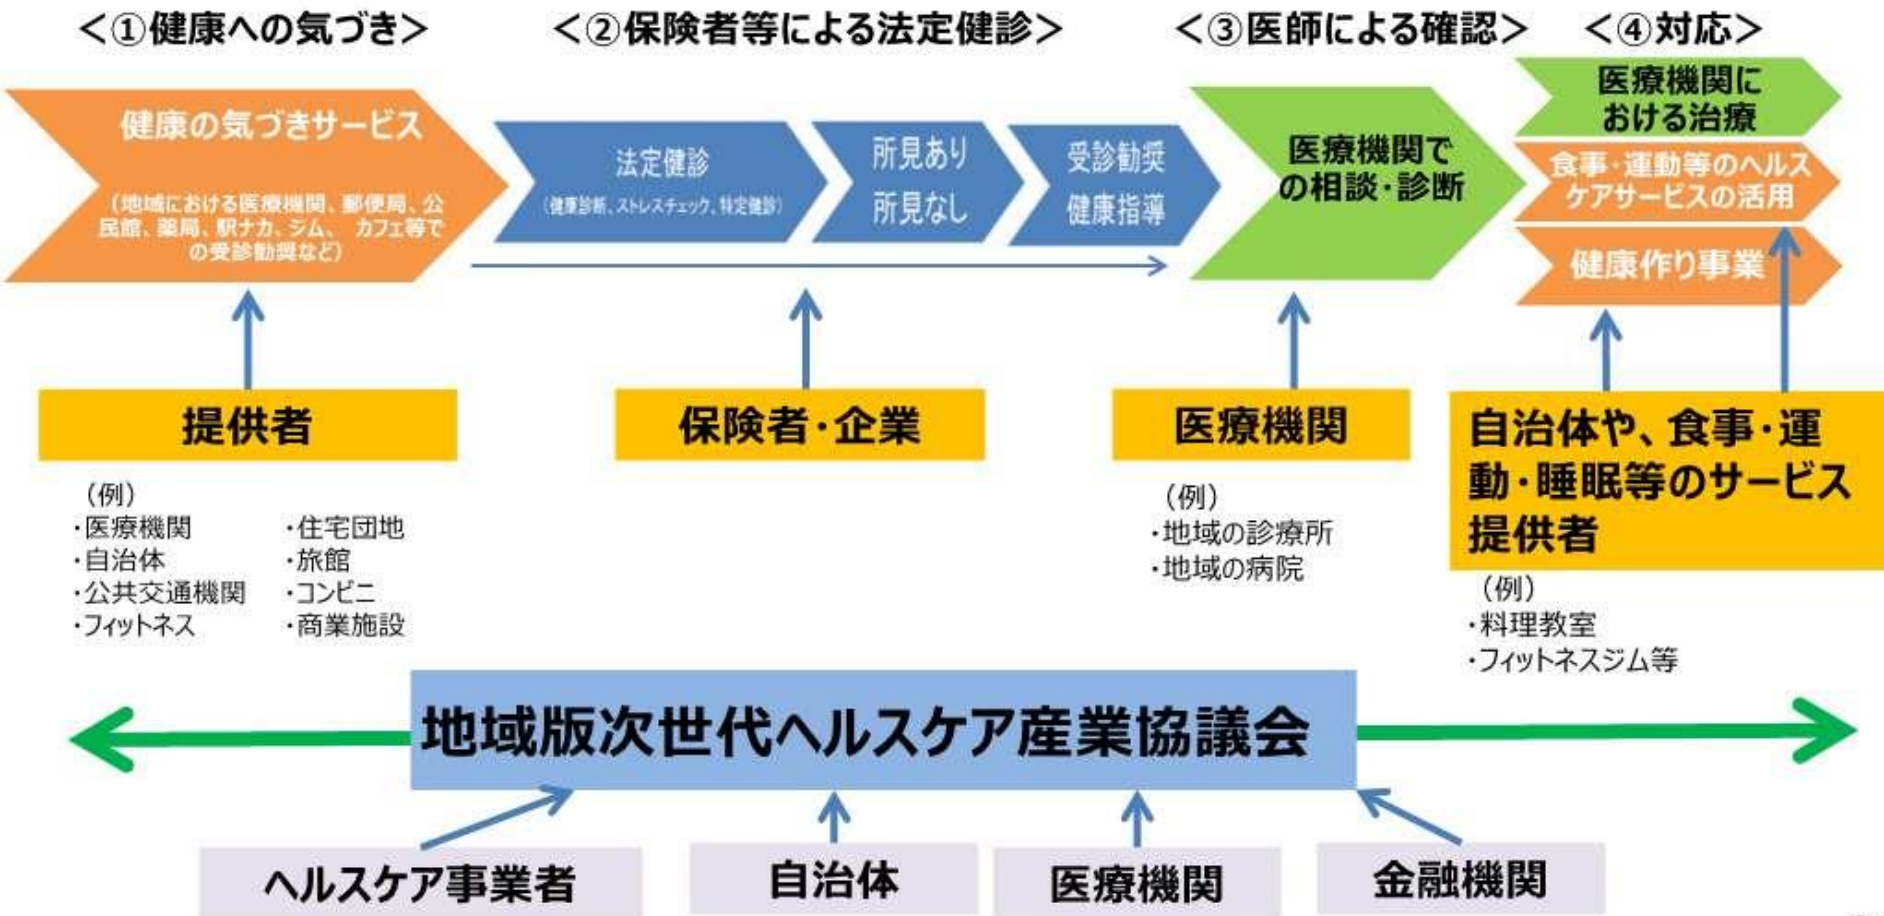 ＜①健康への気づき＞
＜②保険者等による法定健診＞
＜③医師による確認＞
＜④対応＞
健康の気づきサービス
（地域における医療機関、郵便局、公
民館、薬局、駅ナカ、ジム、 カフェ等で
の受診勧奨など）
法定健診
（健康診断、ストレスチェック、特定健診）
所見あり
所見なし
受診勧奨
健康指導
医療機関で
の相談・診断
医療機関に
おける治療
食事・運動等のヘルス
ケアサービスの活用
健康作り事業
提供者
（例）
・医療機関
・自治体
・公共交通機関
・フィットネス
・住宅団地
・旅館
・コンビニ
・商業施設
保険者・企業
医療機関
（例）
・地域の診療所
・地域の病院
自治体や、食事・運
動・睡眠等のサービス
提供者
（例）
・料理教室
・フィットネスジム等
地域版次世代ヘルスケア産業協議会
ヘルスケア事業者
自治体
医療機関
金融機関